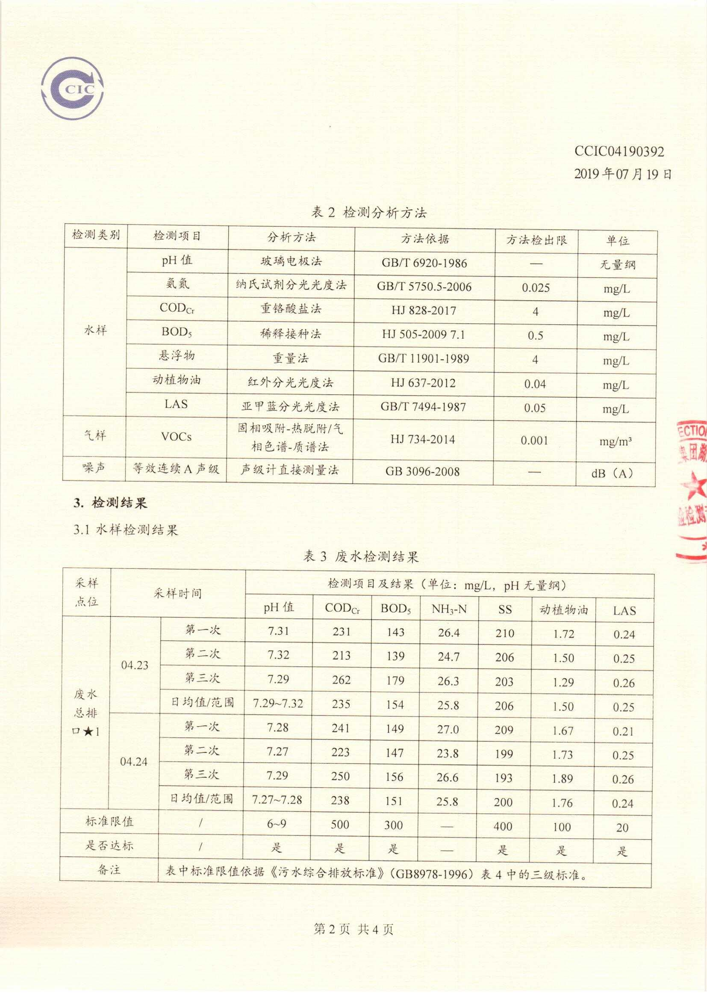 CIC
CCIC04190392
2019年07月19日
表 2 检测分析方法
检测类别 检测项目 分析方法 方法依据 方法检出限 单位
水样
pH 值 玻璃电极法 GB/T 6920-1986 — 无量纲
氨氮 纳氏试剂分光光度法 GB/T 5750.5-2006 0.025 mg/L
CODCr 重铬酸盐法 HJ 828-2017 4 mg/L
BOD5 稀释接种法 HJ 505-2009 7.1 0.5 mg/L
悬浮物 重量法 GB/T 11901-1989 4 mg/L
动植物油 红外分光光度法 HJ 637-2012 0.04 mg/L
LAS 亚甲蓝分光光度法 GB/T 7494-1987 0.05 mg/L
气样 VOCs 固相吸附-热脱附/气
相色谱-质谱法 HJ 734-2014 0.001 mg/m³
噪声 等效连续 A 声级 声级计直接测量法 GB 3096-2008 — dB（A）
ECTIO
集团
检测
3. 检测结果
3.1 水样检测结果
表 3 废水检测结果
采样
点位
采样时间
检测项目及结果（单位：mg/L，pH 无量纲）
pH 值 CODCr BOD5 NH3-N SS 动植物油 LAS
废水
总排
口★1
04.23
第一次 7.31 231 143 26.4 210 1.72 0.24
第二次 7.32 213 139 24.7 206 1.50 0.25
第三次 7.29 262 179 26.3 203 1.29 0.26
日均值/范围 7.29~7.32 235 154 25.8 206 1.50 0.25
04.24
第一次 7.28 241 149 27.0 209 1.67 0.21
第二次 7.27 223 147 23.8 199 1.73 0.25
第三次 7.29 250 156 26.6 193 1.89 0.26
日均值/范围 7.27~7.28 238 151 25.8 200 1.76 0.24
标准限值 / 6~9 500 300 — 400 100 20
是否达标 / 是 是 是 — 是 是 是
备注 表中标准限值依据《污水综合排放标准》（GB8978-1996）表 4 中的三级标准。
第 2 页 共 4 页